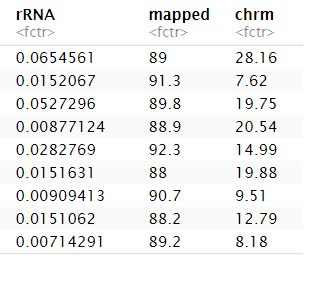 rRNA mapped chrm
<fctr> <fctr> <fctr>
0.0654561 89 28.16
0.0152067 91.3 7.62
0.0527296 89.8 19.75
0.00877124 88.9 20.54
0.0282769 92.3 14.99
0.0151631 88 19.88
0.00909413 90.7 9.51
0.0151062 88.2 12.79
0.00714291 89.2 8.18